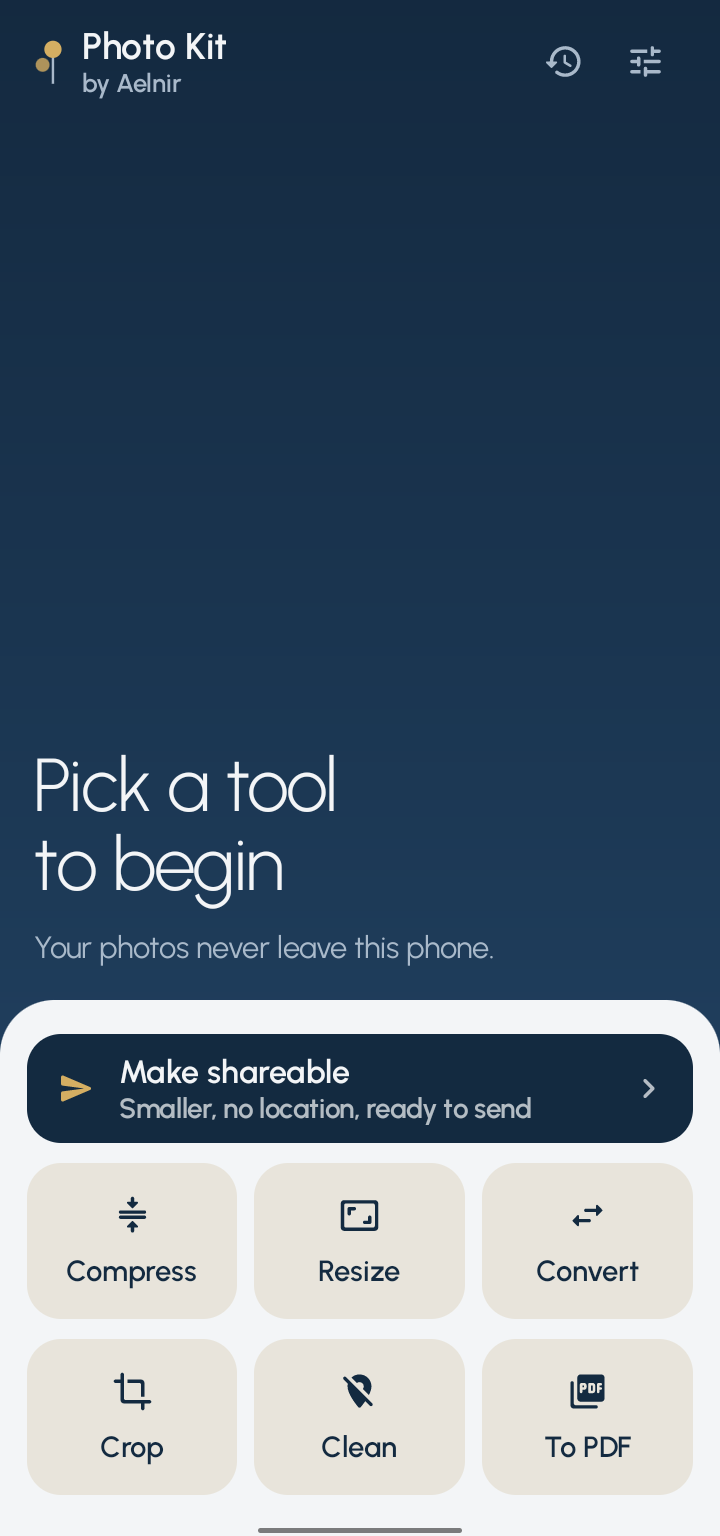 Photo Kit
by Aelnir
Pick a tool
to begin
Your photos never leave this phone.
Make shareable
Smaller, no location, ready to send
Compress
Resize
Convert
Crop
Clean
PDF
To PDF